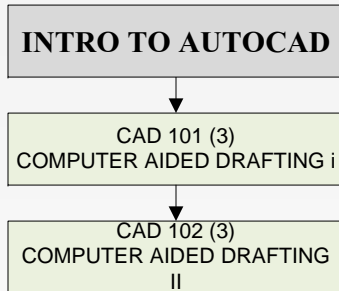 INTRO TO AUTOCAD
CAD 101 (3)
COMPUTER AIDED DRAFTING i
CAD 102 (3)
COMPUTER AIDED DRAFTING
II